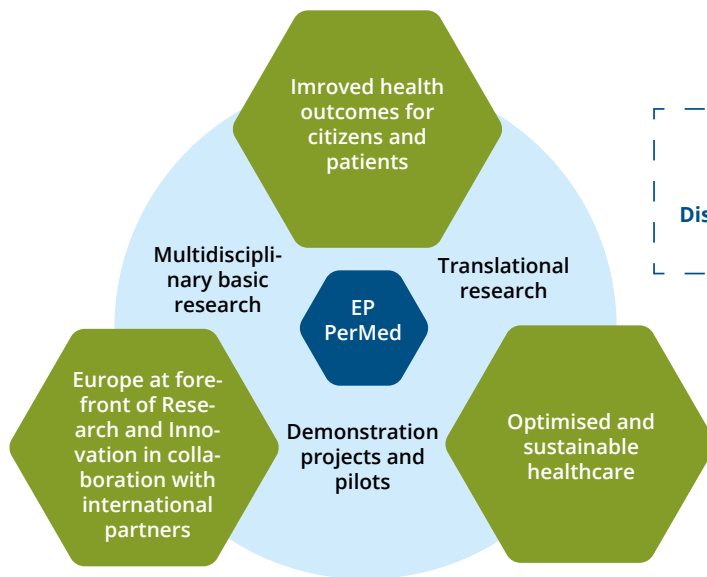 Imroved health
outcomes for
citizens and
patients
Multidiscipli-
nary basic
research
Translational
research
EP
PerMed
Europe at fore-
front of Rese-
arch and Inno-
vation in colla-
boration with
international
partners
Demonstration
projects and
pilots
Optimised and
sustainable
healthcare